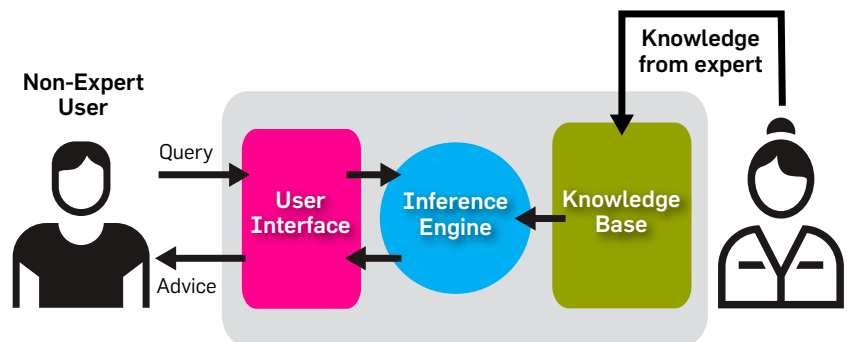 Knowledge
from expert
Non-Expert
User
Query
User
Interface
Inference
Engine
Knowledge
Base
Advice